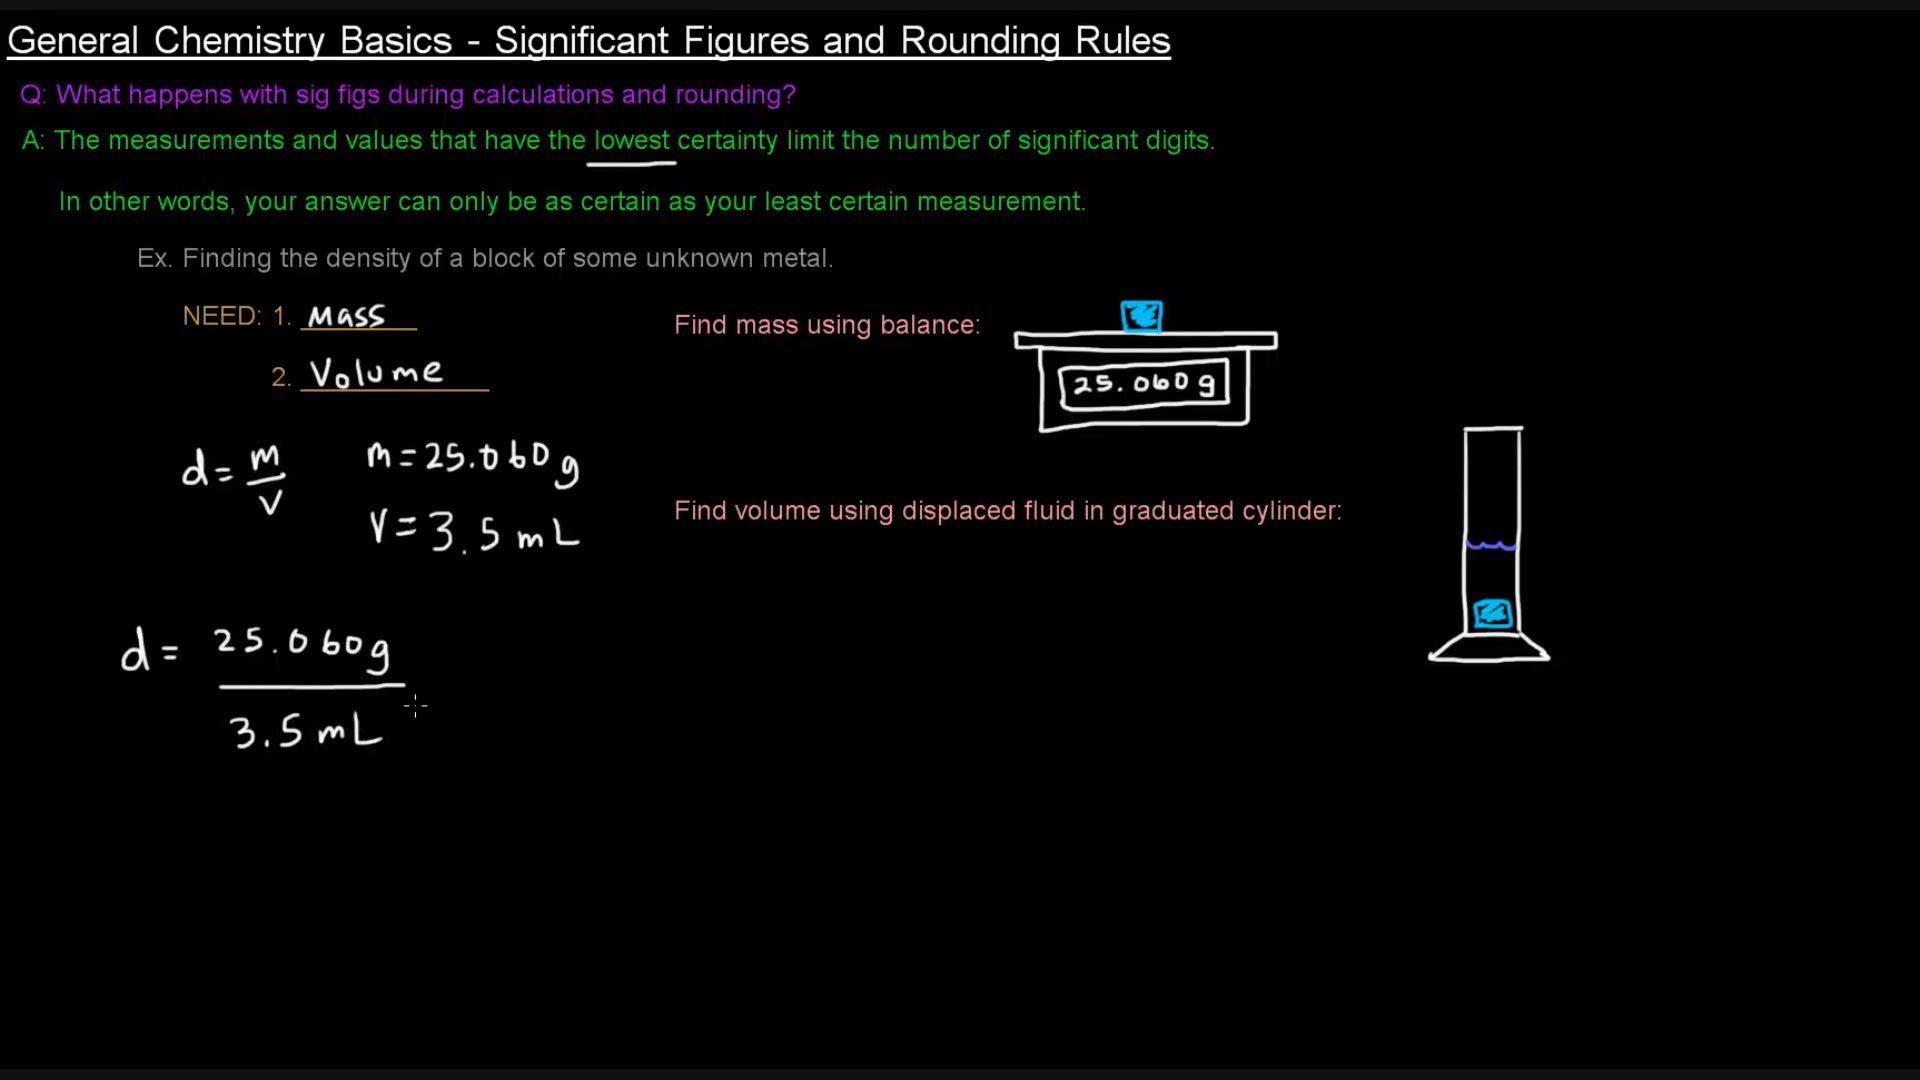 General Chemistry Basics - Significant Figures and Rounding Rules
Q: What happens with sig figs during calculations and rounding?
A: The measurements and values that have the lowest certainty limit the number of significant digits.
In other words, your answer can only be as certain as your least certain measurement.
Ex. Finding the density of a block of some unknown metal.
NEED: 1. Mass
2. Volume
d = m
V
m = 25.060 g
V = 3.5 mL
d = 25.060 g
3.5 mL
Find mass using balance:
25.060 g
Find volume using displaced fluid in graduated cylinder: